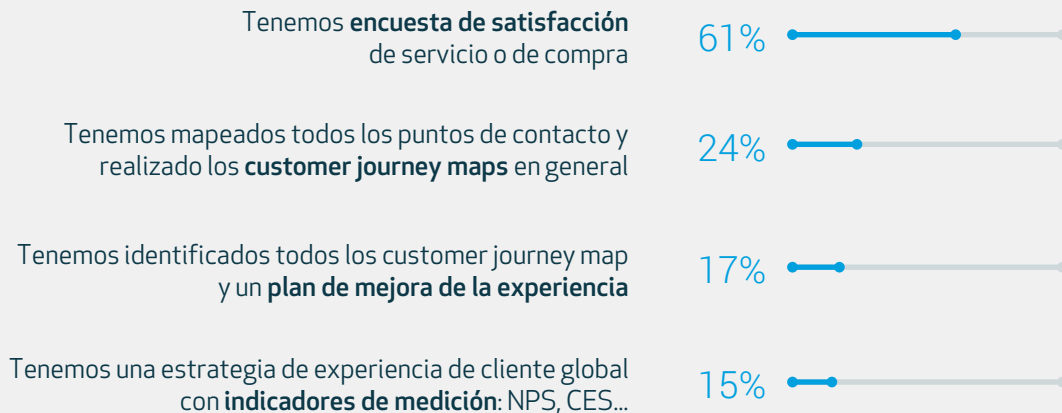 Tenemos encuesta de satisfacción
de servicio o de compra
61%
Tenemos mapeados todos los puntos de contacto y
realizado los customer journey maps en general
24%
Tenemos identificados todos los customer journey map
y un plan de mejora de la experiencia
17%
Tenemos una estrategia de experiencia de cliente global
con indicadores de medición: NPS, CES...
15%